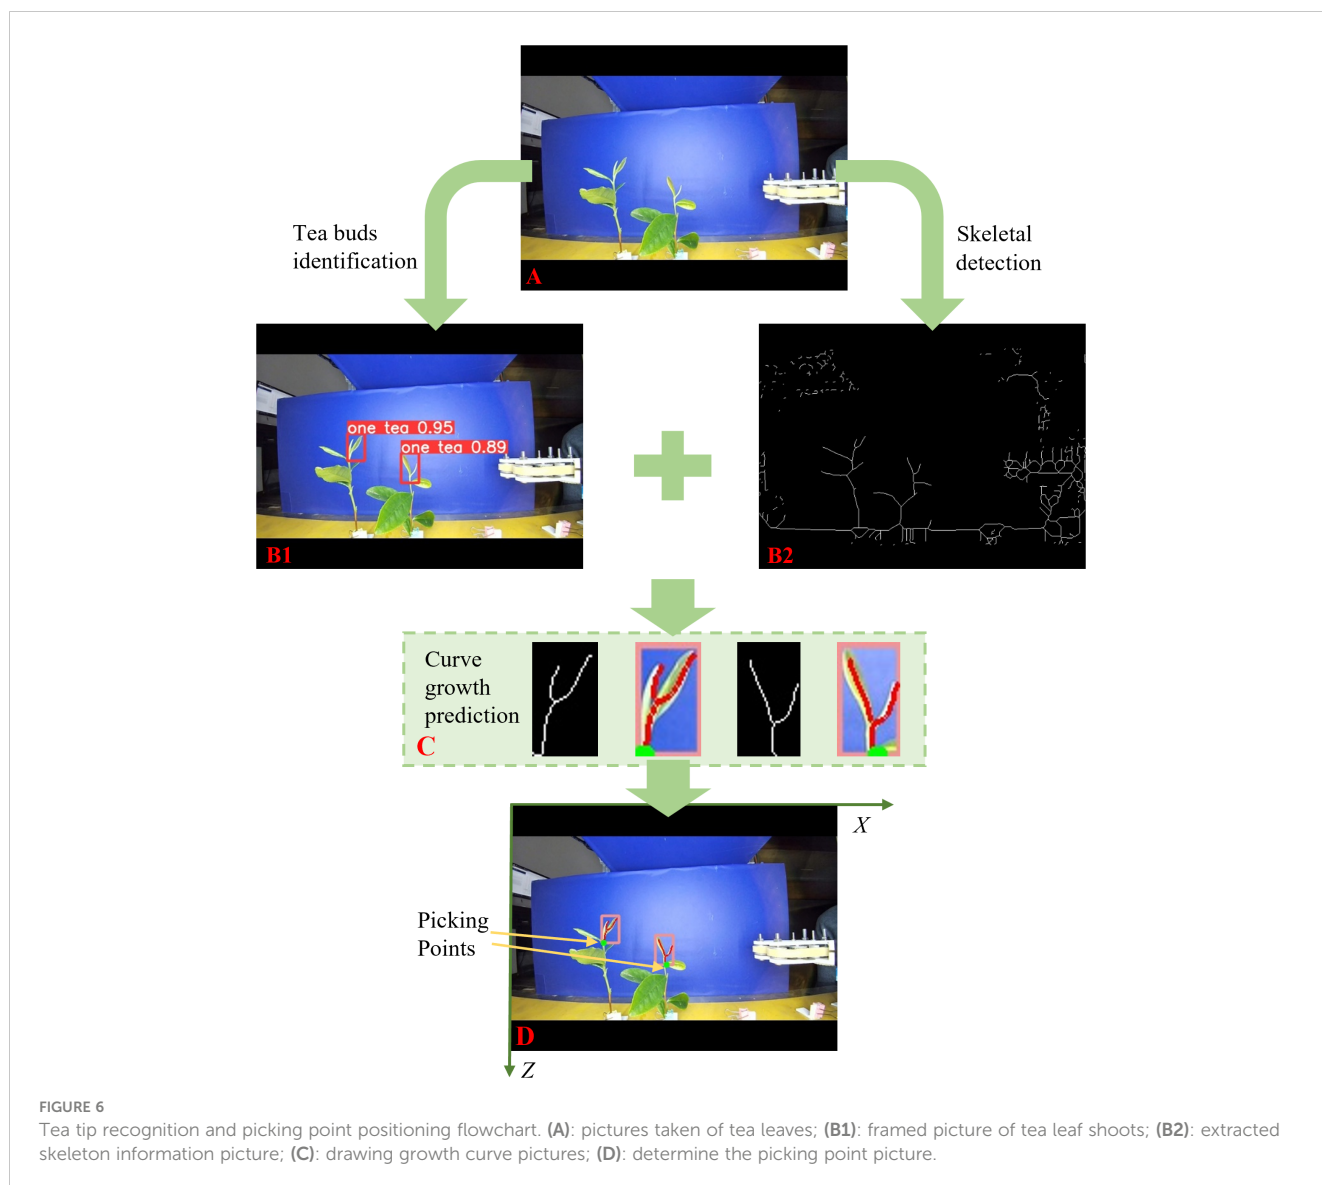 A
Tea buds
identification
Skeletal
detection
one tea 0.95
one tea 0.89
B1
B2
Curve
growth
prediction
C
X
Picking
Points
D
Z
FIGURE 6
Tea tip recognition and picking point positioning flowchart. (A): pictures taken of tea leaves; (B1): framed picture of tea leaf shoots; (B2): extracted
skeleton information picture; (C): drawing growth curve pictures; (D): determine the picking point picture.